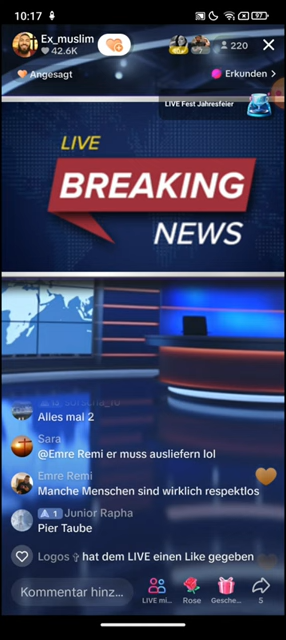 10:17
97
Ex_muslim
42.6K
220
Angesagt
Erkunden >
LIVE Fest Jahresfeier
LIVE
BREAKING
NEWS
Alles mal 2
Sara
@Emre Remi er muss ausliefern lol
Emre Remi
Manche Menschen sind wirklich respektlos
1 Junior Rapha
Pier Taube
Logos ✞ hat dem LIVE einen Like gegeben
Kommentar hinz...
LIVE mi...
Rose
Gesche...
5